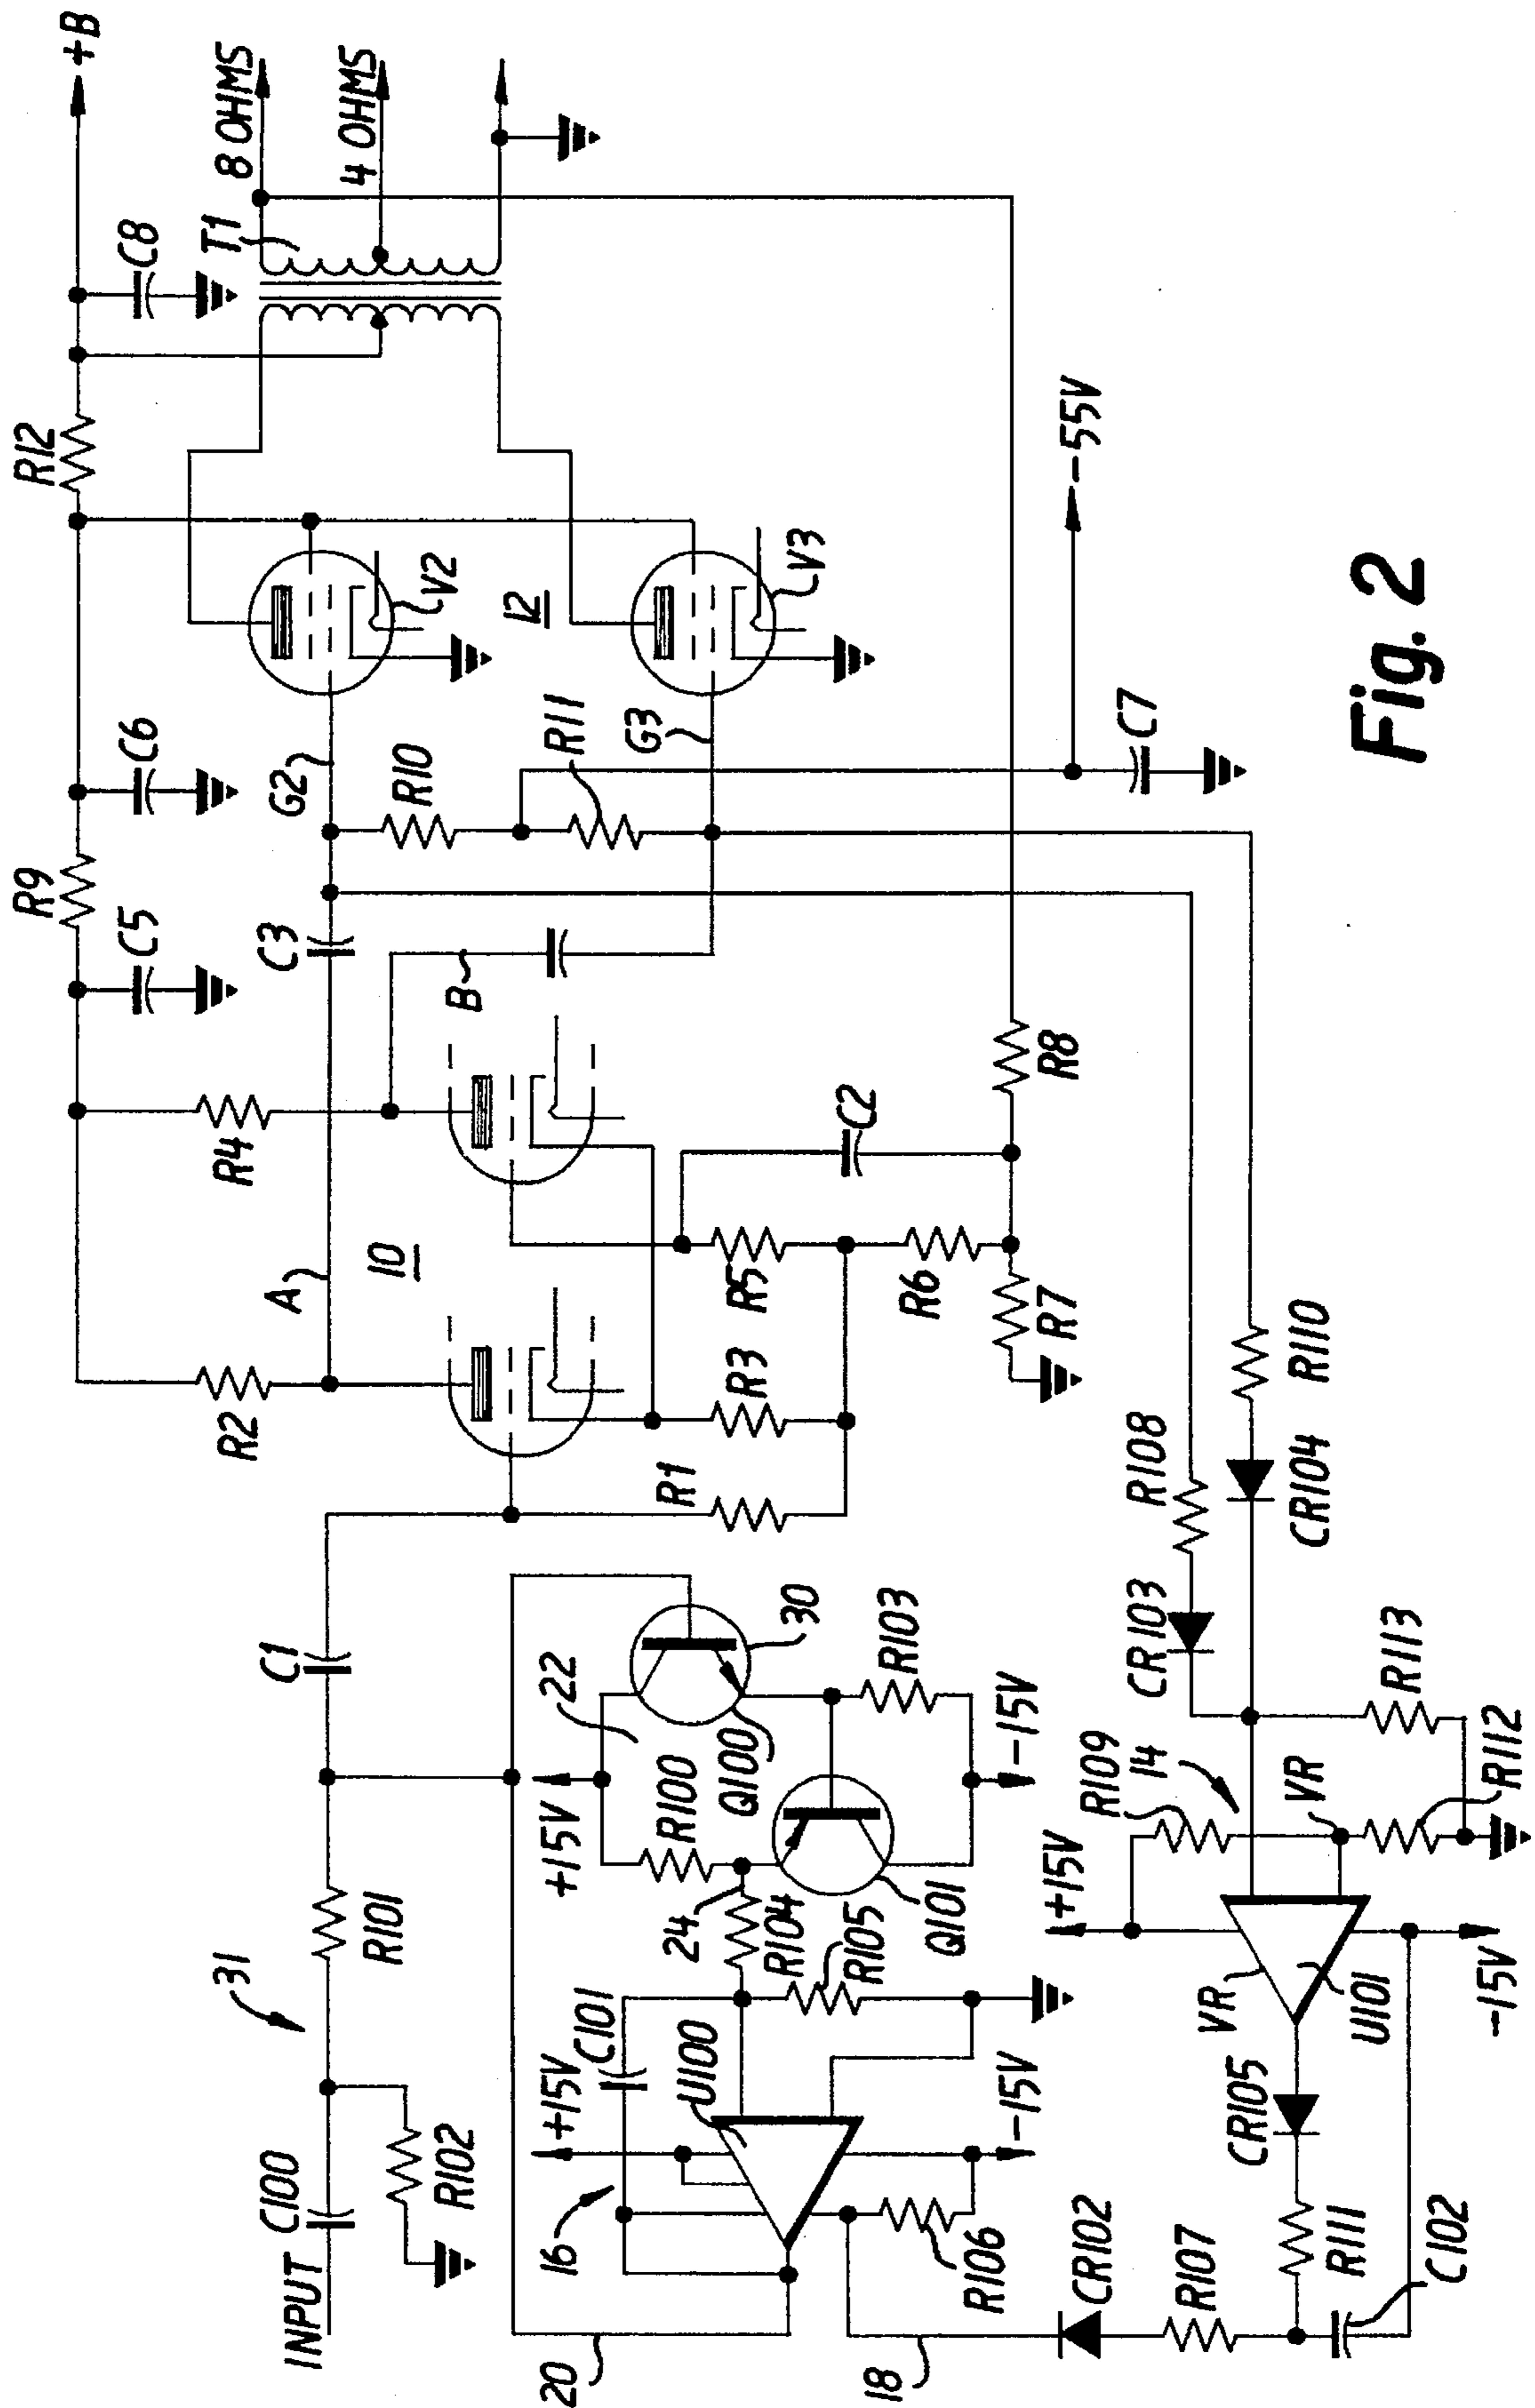 +B
8 OHMS
4 OHMS
T1
C8
R12
V2
12
V3
-55V
C6
G2
R10
R11
G3
C7
R9
C5
C3
B
R4
C2
R8
A
10
R5
R6
R2
R3
R7
R1
R110
R108
CR104
C1
22
30
CR103
R103
R113
+15V
R100
Q100
-15V
R109
14
VR
R112
31
R101
24
R104
R105
Q101
+15V
C101
+15V
U100
-15V
VR
U101
-15V
INPUT
C100
R102
16
R106
CR105
CR102
R107
R111
C102
20
18
Fig. 2